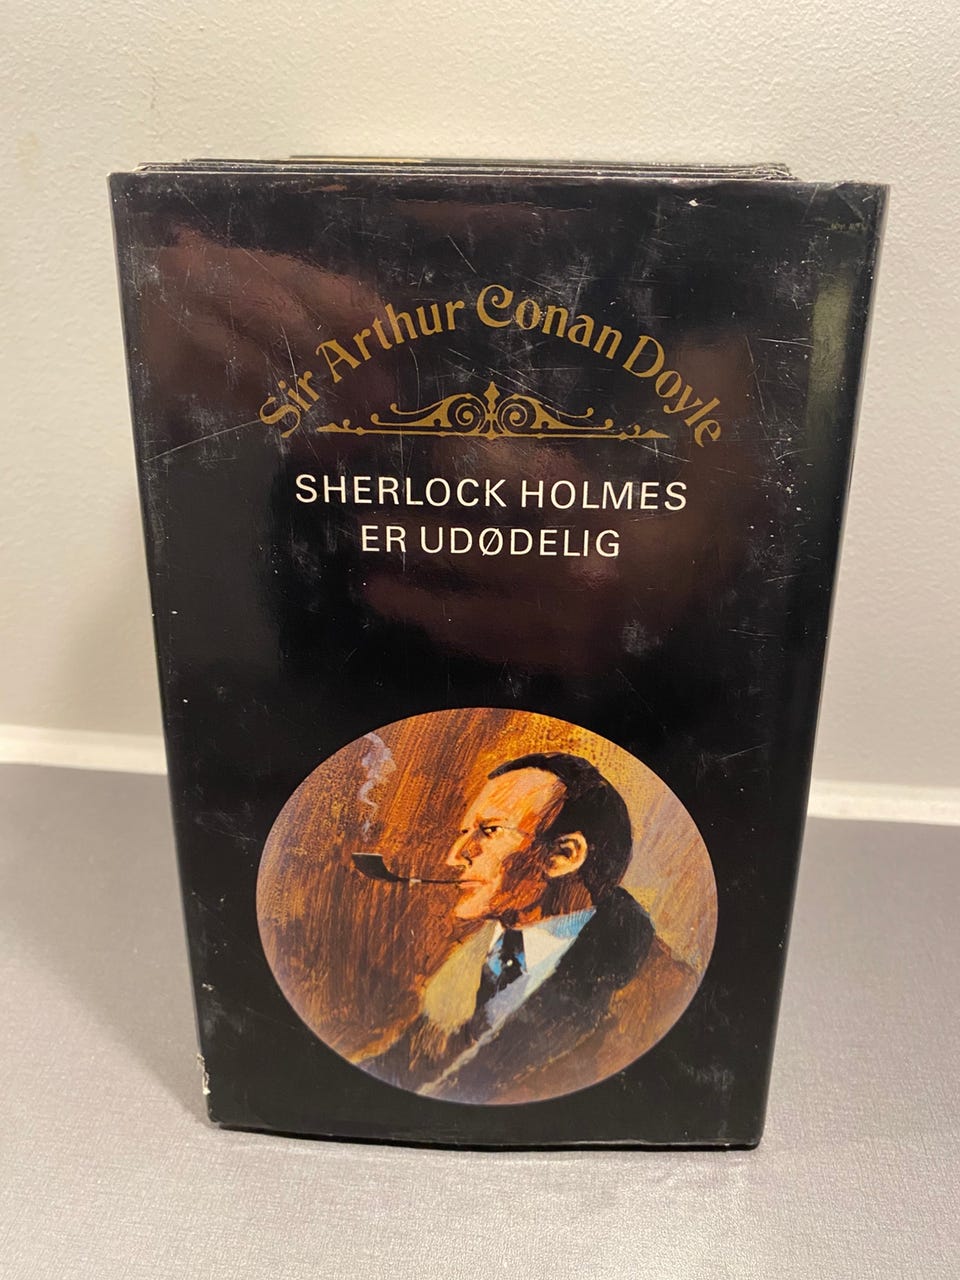 Sir Arthur Conan Doyle
SHERLOCK HOLMES
ER UDØDELIG